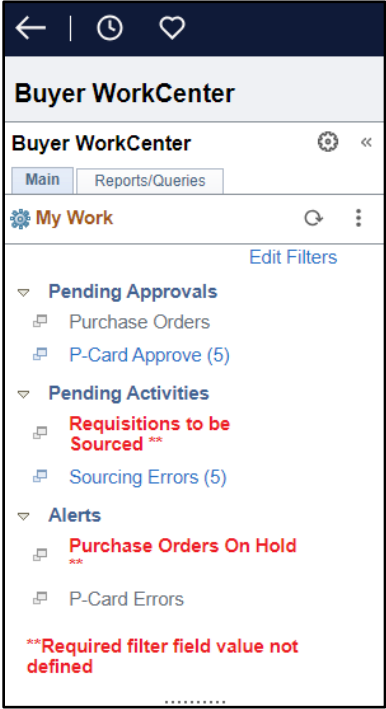 Buyer WorkCenter
Buyer WorkCenter
Main
Reports/Queries
My Work
Edit Filters
Pending Approvals
Purchase Orders
P-Card Approve (5)
Pending Activities
Requisitions to be
Sourced **
Sourcing Errors (5)
Alerts
Purchase Orders On Hold
**
P-Card Errors
**Required filter field value not
defined